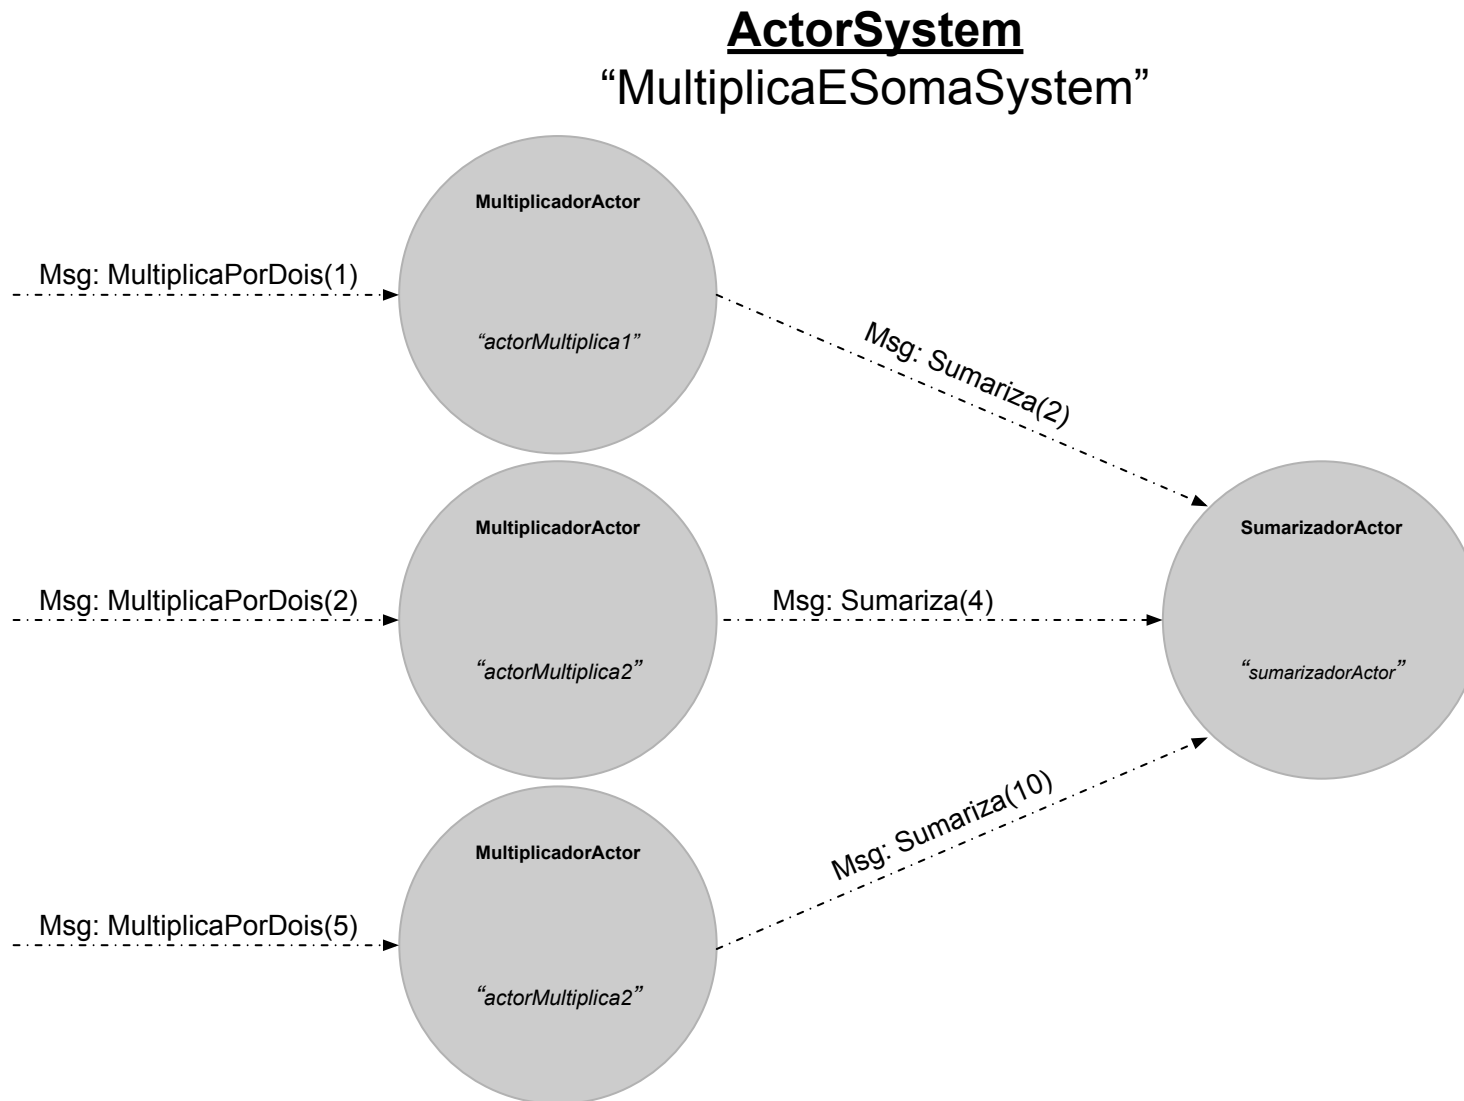 ActorSystem
“MultiplicaESomaSystem”
MultiplicadorActor
Msg: MultiplicaPorDois(1)
“actorMultiplica1”
Msg: Sumariza(2)
MultiplicadorActor
SumarizadorActor
Msg: MultiplicaPorDois(2)
Msg: Sumariza(4)
“actorMultiplica2”
“sumarizadorActor”
Msg: Sumariza(10)
MultiplicadorActor
Msg: MultiplicaPorDois(5)
“actorMultiplica2”